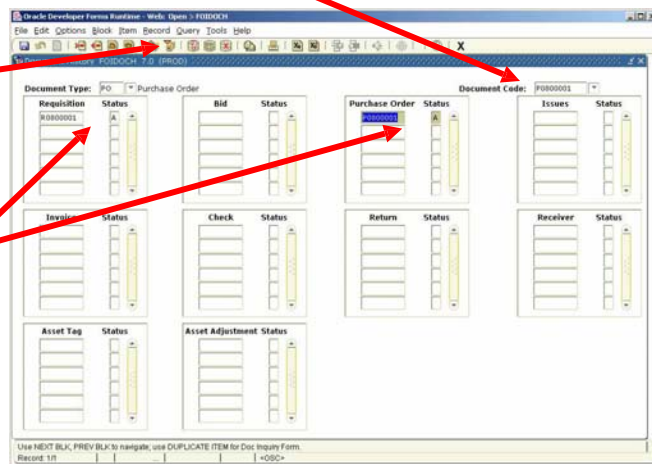 Oracle Developer Forms Runtime - Web: Open > FOIDOCH
File Edit Options Block Item Record Query Tools Help
FOIDOCH 7.0 (PROD)
Document Type: PO Purchase Order Document Code: P0800001
Requisition Status Bid Status Purchase Order Status Issues Status
R0800001 A P0800001 A
Invoice Status Check Status Return Status Receiver Status
Asset Tag Status Asset Adjustment Status
Use NEXT BLK, PREV BLK to navigate; use DUPLICATE ITEM for Doc Inquiry Form.
Record: 1/1 ... <OSC>